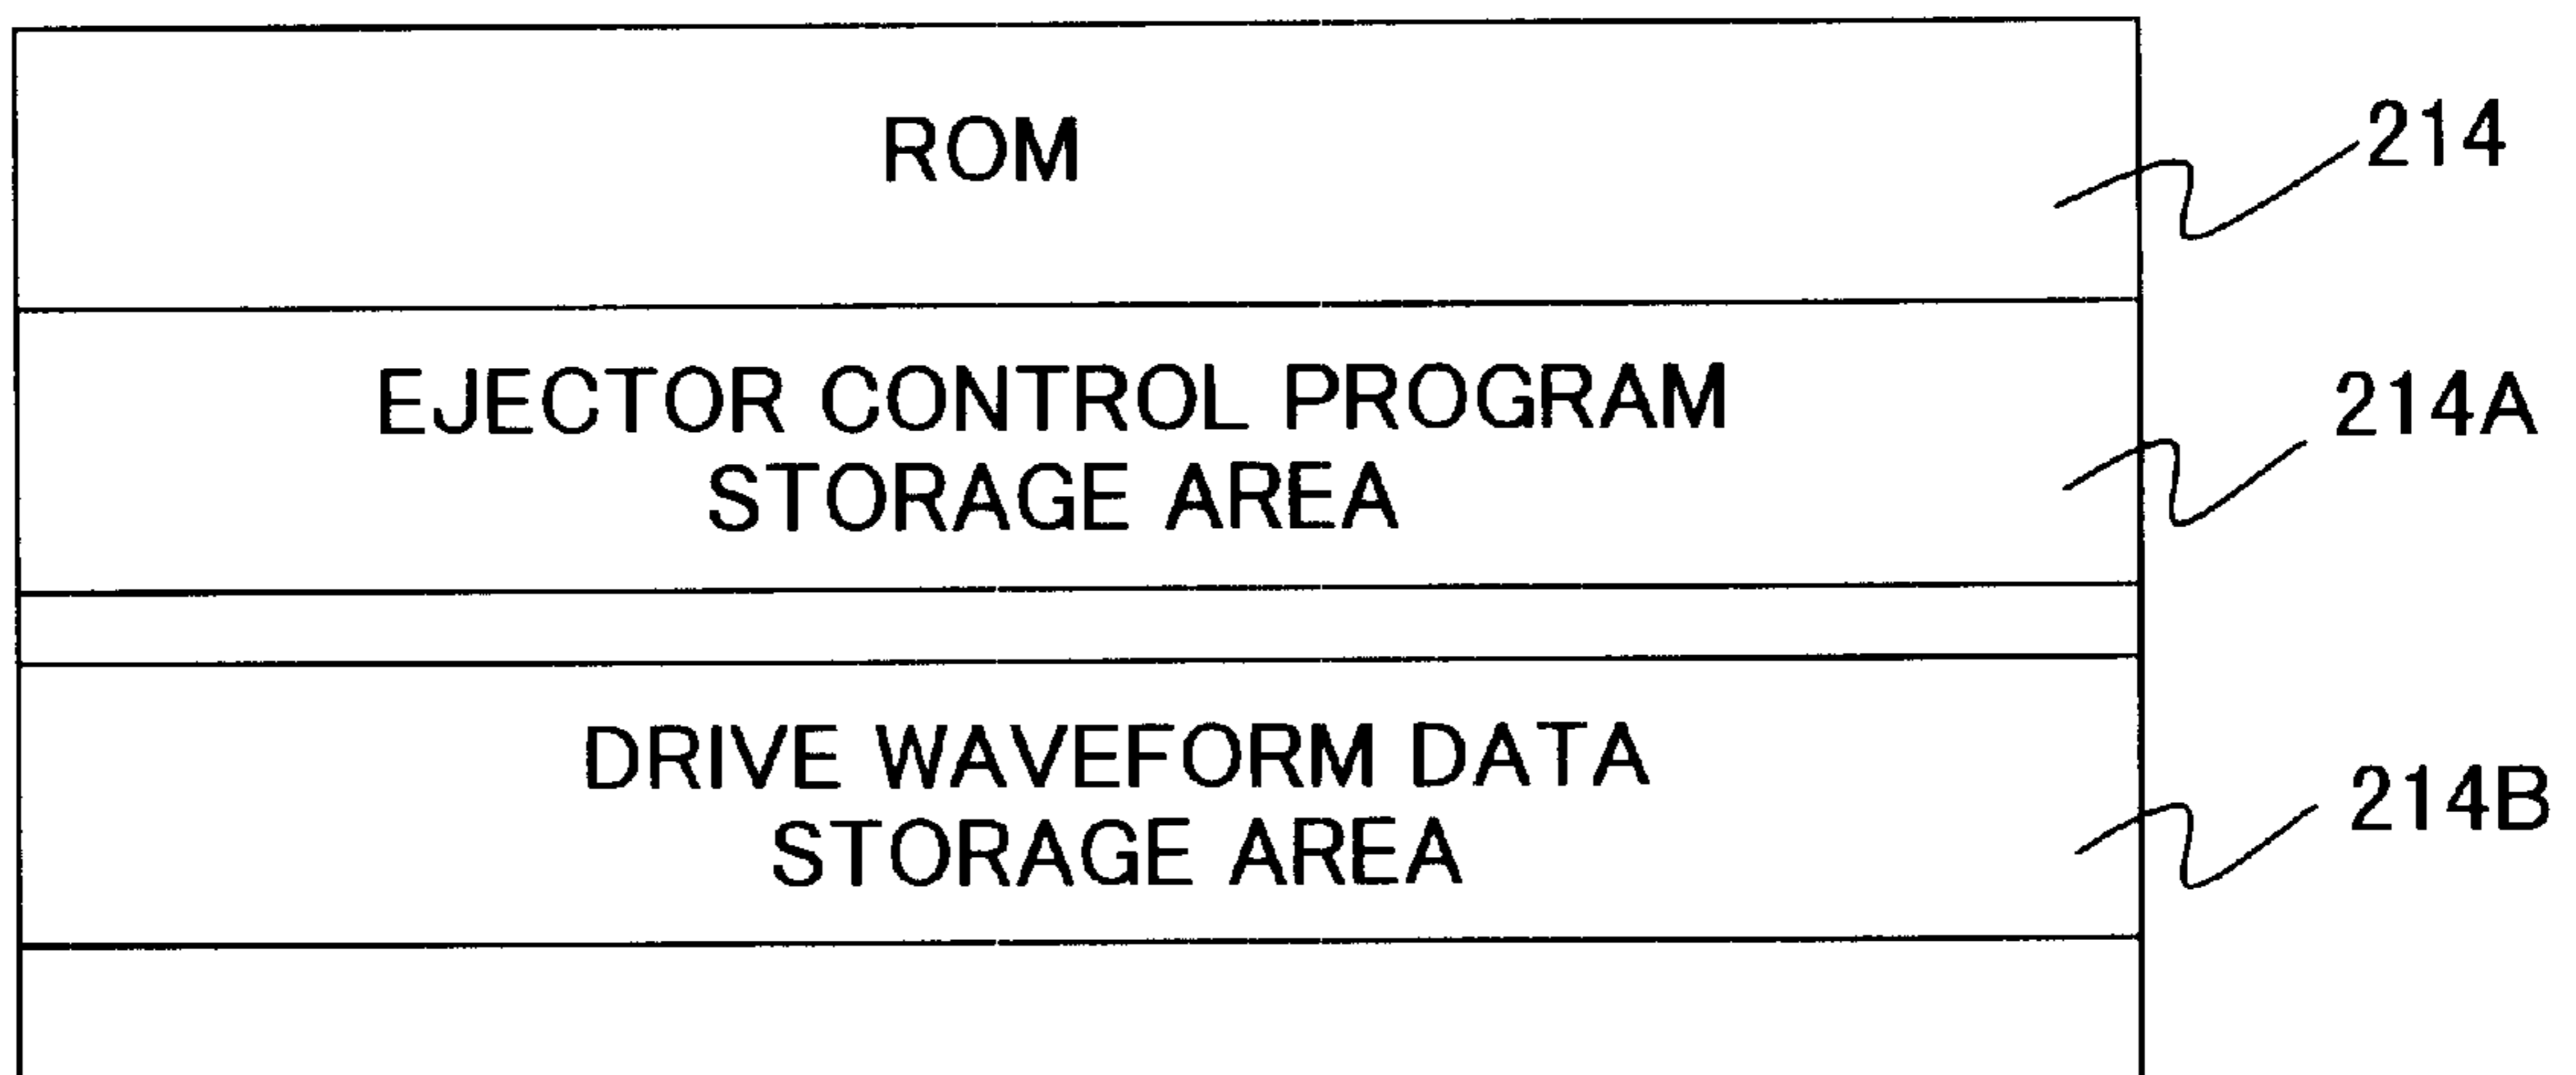 ROM
214
EJECTOR CONTROL PROGRAM
STORAGE AREA
214A
DRIVE WAVEFORM DATA
STORAGE AREA
214B